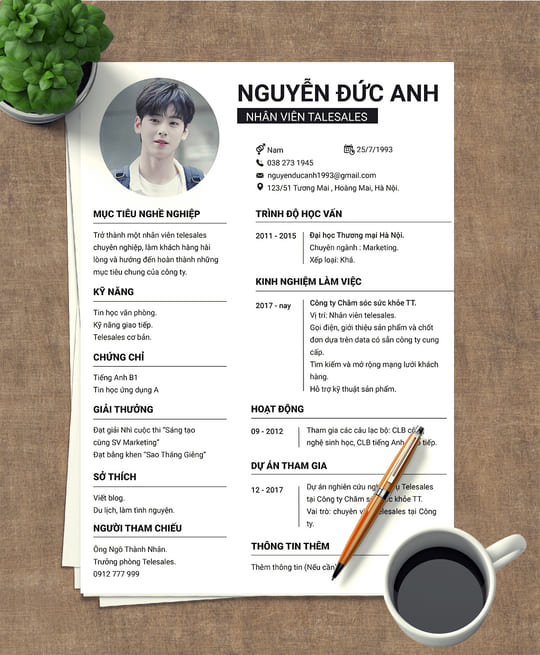 NGUYỄN ĐỨC ANH
NHÂN VIÊN TALESALES
Nam
25/7/1993
038 273 1945
nguyenducanh1993@gmail.com
123/51 Tương Mai , Hoàng Mai, Hà Nội.
MỤC TIÊU NGHỀ NGHIỆP
Trở thành một nhân viên telesales
chuyên nghiệp, làm khách hàng hài
lòng và hướng đến hoàn thành những
mục tiêu chung của công ty.
KỸ NĂNG
Tin học văn phòng.
Kỹ năng giao tiếp.
Telesales cơ bản.
CHỨNG CHỈ
Tiếng Anh B1
Tin học ứng dụng A
GIẢI THƯỞNG
Đạt giải Nhì cuộc thi “Sáng tạo
cùng SV Marketing”
Đạt bằng khen “Sao Tháng Giêng”
SỞ THÍCH
Viết blog.
Du lịch, làm tình nguyện.
NGƯỜI THAM CHIẾU
Ông Ngô Thành Nhân.
Trưởng phòng Telesales.
0912 777 999
TRÌNH ĐỘ HỌC VẤN
2011 - 2015
Đại học Thương mại Hà Nội.
Chuyên ngành : Marketing.
Xếp loại: Khá.
KINH NGHIỆM LÀM VIỆC
2017 - nay
Công ty Chăm sóc sức khỏe TT.
Vị trí: Nhân viên telesales.
Gọi điện, giới thiệu sản phẩm và chốt
đơn dựa trên data có sẵn công ty cung
cấp.
Tìm kiếm và mở rộng mạng lưới khách
hàng.
Hỗ trợ kỹ thuật sản phẩm.
HOẠT ĐỘNG
09 - 2012
Tham gia các câu lạc bộ: CLB
nghệ sinh học, CLB tiếng Anh
DỰ ÁN THAM GIA
12 - 2017
Dự án nghiên cứu Telesales
tại Công ty Chăm khỏe TT.
Vai trò: chuyên telesales tại Công
ty.
THÔNG TIN THÊM
Thêm thông tin (Nếu cần)